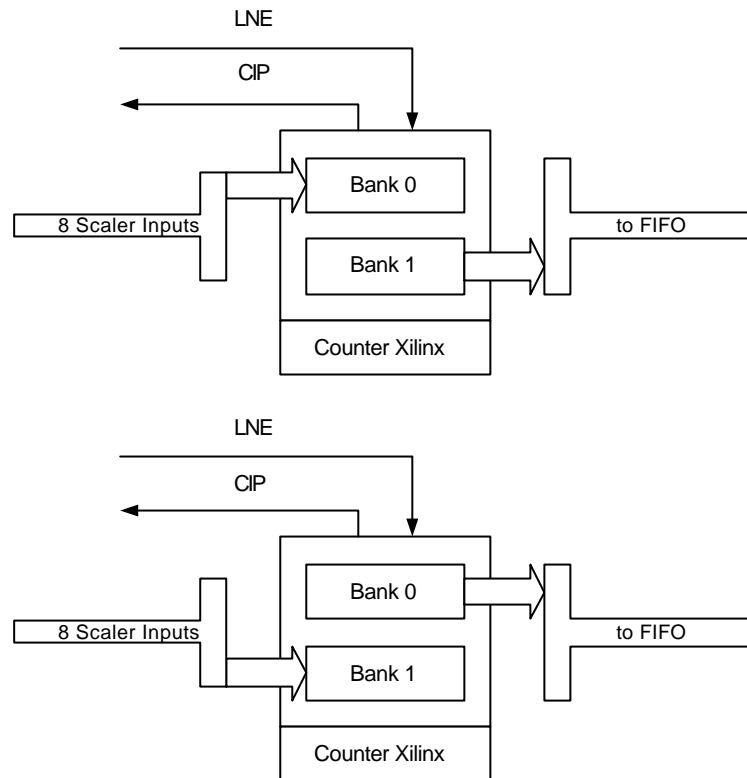 LNE
CIP
Bank 0
8 Scaler Inputs
to FIFO
Bank 1
Counter Xilinx
LNE
CIP
Bank 0
8 Scaler Inputs
to FIFO
Bank 1
Counter Xilinx